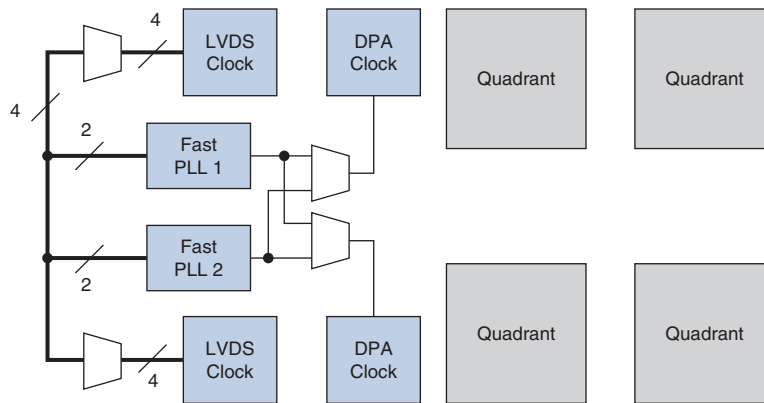 4
LVDS
Clock
DPA
Clock
Quadrant
Quadrant
4
2
Fast
PLL 1
Fast
PLL 2
2
LVDS
Clock
4
DPA
Clock
Quadrant
Quadrant